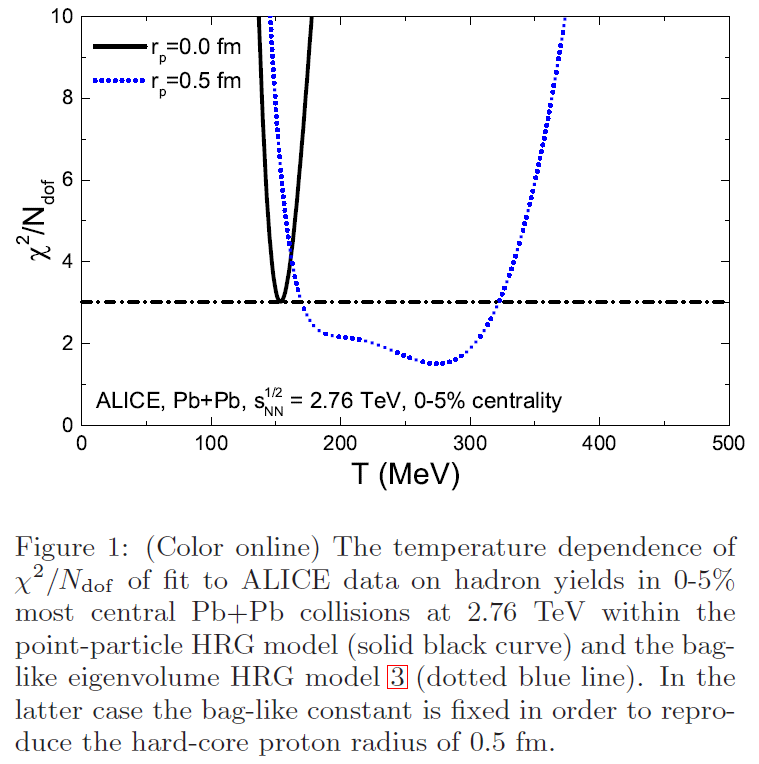 10
8
6
4
2
0
χ²/N_dof
r_p=0.0 fm
r_p=0.5 fm
ALICE, Pb+Pb, s_NN^1/2 = 2.76 TeV, 0-5% centrality
0 100 200 300 400 500
T (MeV)
Figure 1: (Color online) The temperature dependence of
χ²/N_dof of fit to ALICE data on hadron yields in 0-5%
most central Pb+Pb collisions at 2.76 TeV within the
point-particle HRG model (solid black curve) and the bag-
like eigenvolume HRG model 3 (dotted blue line). In the
latter case the bag-like constant is fixed in order to repro-
duce the hard-core proton radius of 0.5 fm.